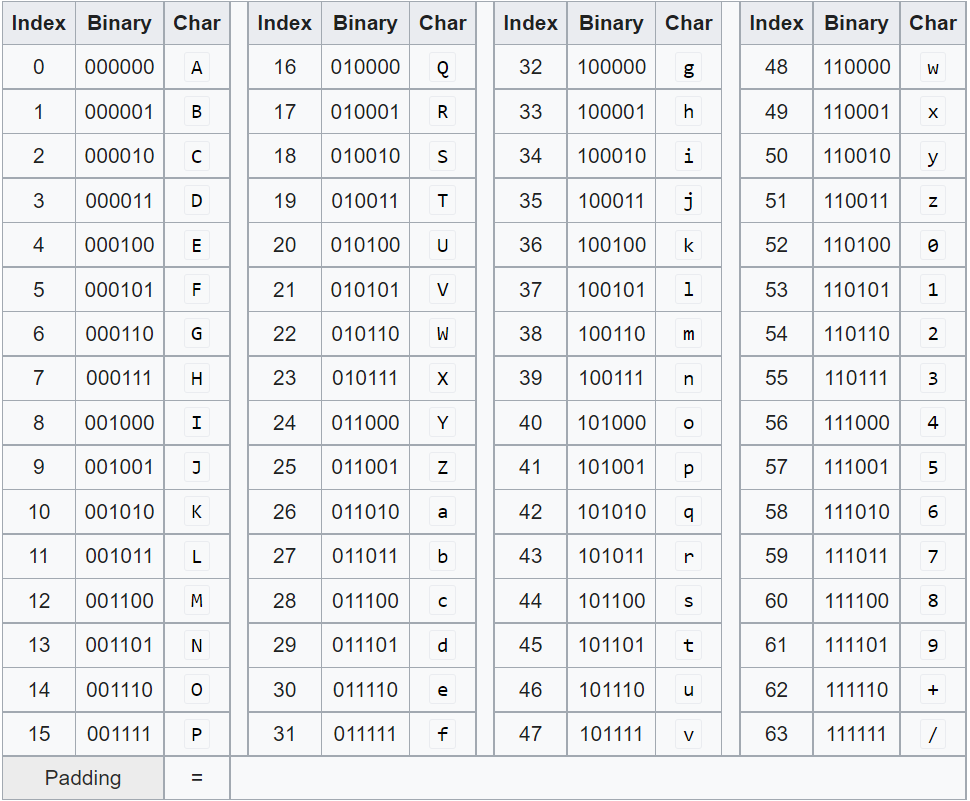 Index Binary Char Index Binary Char Index Binary Char Index Binary Char
0 000000 A 16 010000 Q 32 100000 g 48 110000 w
1 000001 B 17 010001 R 33 100001 h 49 110001 x
2 000010 C 18 010010 S 34 100010 i 50 110010 y
3 000011 D 19 010011 T 35 100011 j 51 110011 z
4 000100 E 20 010100 U 36 100100 k 52 110100 0
5 000101 F 21 010101 V 37 100101 l 53 110101 1
6 000110 G 22 010110 W 38 100110 m 54 110110 2
7 000111 H 23 010111 X 39 100111 n 55 110111 3
8 001000 I 24 011000 Y 40 101000 o 56 111000 4
9 001001 J 25 011001 Z 41 101001 p 57 111001 5
10 001010 K 26 011010 a 42 101010 q 58 111010 6
11 001011 L 27 011011 b 43 101011 r 59 111011 7
12 001100 M 28 011100 c 44 101100 s 60 111100 8
13 001101 N 29 011101 d 45 101101 t 61 111101 9
14 001110 O 30 011110 e 46 101110 u 62 111110 +
15 001111 P 31 011111 f 47 101111 v 63 111111 /
Padding =